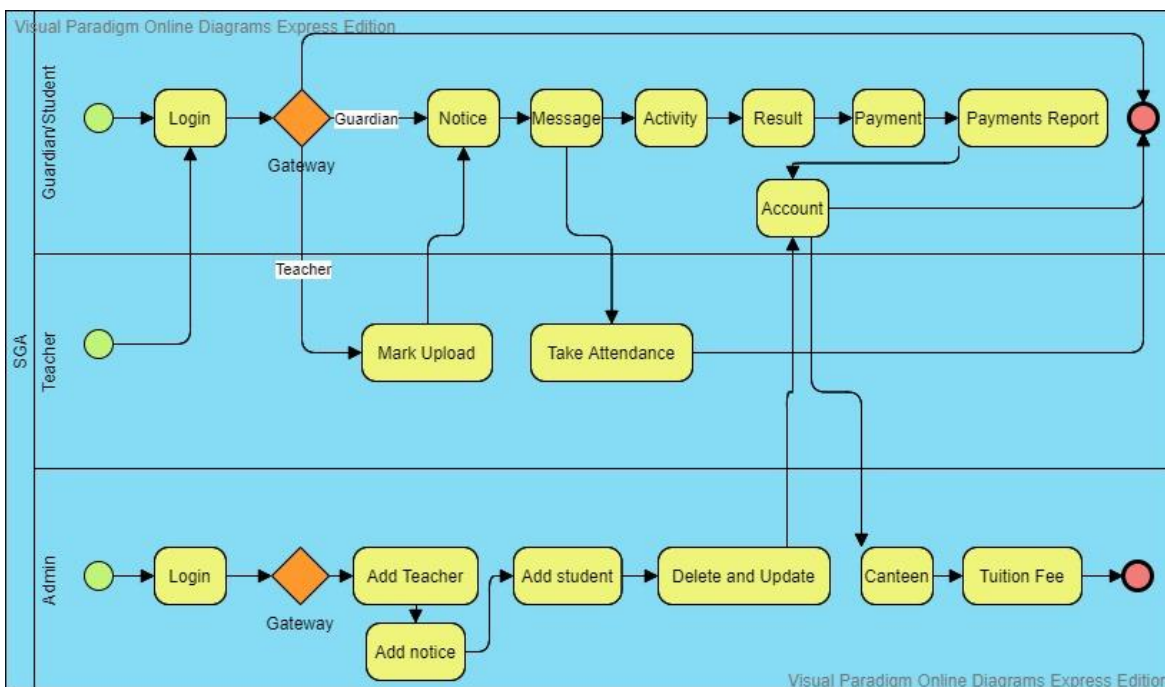 Visual Paradigm Online Diagrams Express Edition
SGA
Guardian/Student
Login
Gateway
Guardian
Notice
Message
Activity
Result
Payment
Payments Report
Account
Teacher
Teacher
Mark Upload
Take Attendance
Admin
Login
Gateway
Add Teacher
Add notice
Add student
Delete and Update
Canteen
Tuition Fee
Visual Paradigm Online Diagrams Express Edition